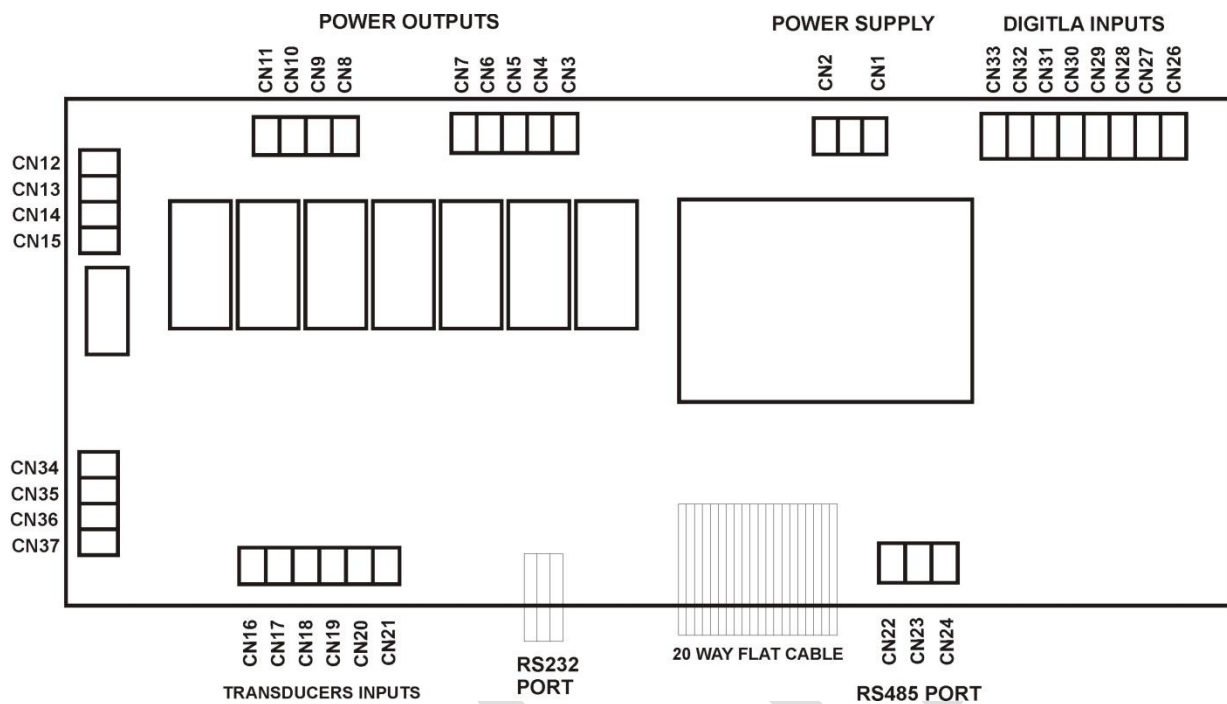 POWER OUTPUTS
POWER SUPPLY
DIGITLA INPUTS
CN11
CN10
CN9
CN8
CN7
CN6
CN5
CN4
CN3
CN2
CN1
CN33
CN32
CN31
CN30
CN29
CN28
CN27
CN26
CN12
CN13
CN14
CN15
CN34
CN35
CN36
CN37
CN16
CN17
CN18
CN19
CN20
CN21
TRANSDUCERS INPUTS
RS232
PORT
20 WAY FLAT CABLE
CN22
CN23
CN24
RS485 PORT